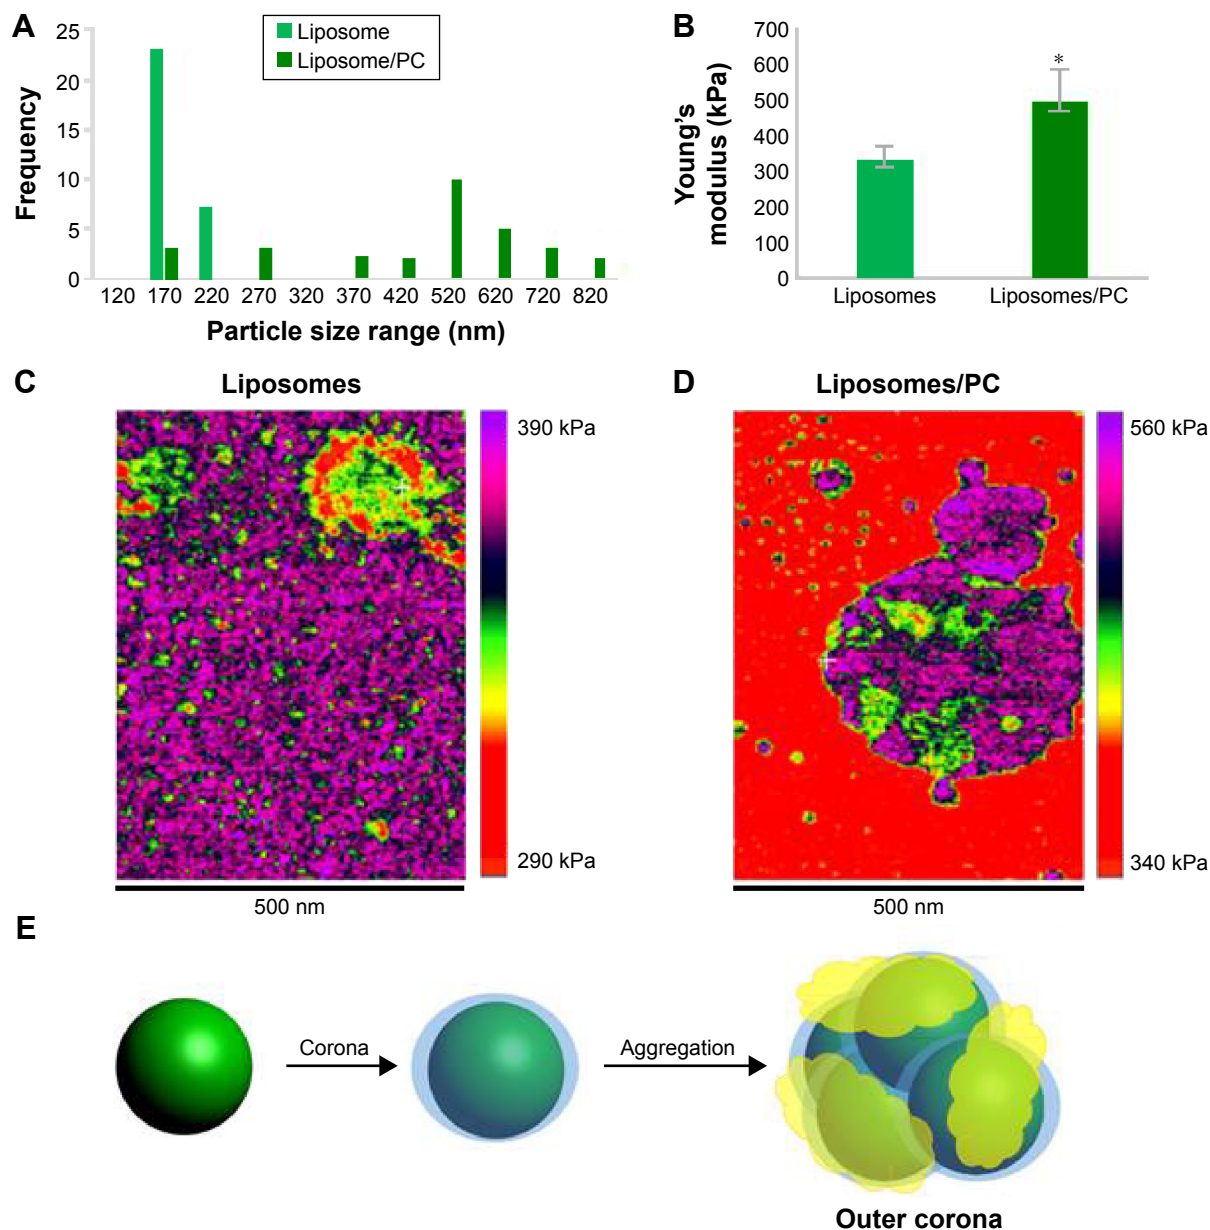 A
25
20
15
10
5
0
Frequency
Liposome
Liposome/PC
120 170 220 270 320 370 420 520 620 720 820
Particle size range (nm)
B
700
600
500
400
300
200
100
0
Young's
modulus (kPa)
*
Liposomes Liposomes/PC
C
Liposomes
390 kPa
290 kPa
500 nm
D
Liposomes/PC
560 kPa
340 kPa
500 nm
E
Corona
Aggregation
Outer corona